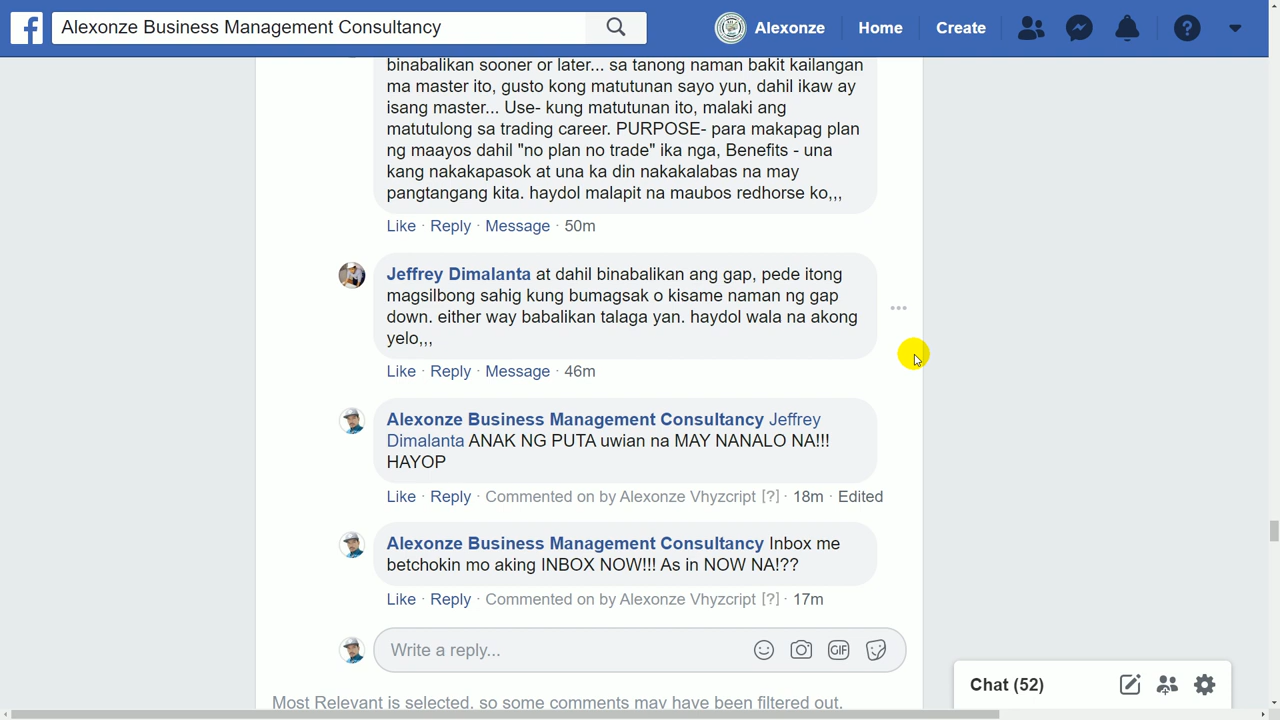 Alexonze Business Management Consultancy
Alexonze
Home
Create
binabalikan sooner or later... sa tanong naman bakit kailangan
ma master ito, gusto kong matutunan sayo yun, dahil ikaw ay
isang master... Use- kung matutunan ito, malaki ang
matutulong sa trading career. PURPOSE- para makapag plan
ng maayos dahil "no plan no trade" ika nga, Benefits - una
kang nakakapasok at una ka din nakakalabas na may
pangtangang kita. haydol malapit na maubos redhorse ko,,,
Like · Reply · Message · 50m
Jeffrey Dimalanta at dahil binabalikan ang gap, pede itong
magsilbong sahig kung bumagsak o kisame naman ng gap
down. either way babalikan talaga yan. haydol wala na akong
yelo,,,
Like · Reply · Message · 46m
Alexonze Business Management Consultancy Jeffrey
Dimalanta ANAK NG PUTA uwian na MAY NANALO NA!!!
HAYOP
Like · Reply · Commented on by Alexonze Vhyzcript [?] · 18m · Edited
Alexonze Business Management Consultancy Inbox me
betchokin mo aking INBOX NOW!!! As in NOW NA!??
Like · Reply · Commented on by Alexonze Vhyzcript [?] · 17m
Write a reply...
GIF
Most Relevant is selected, so some comments may have been filtered out.
Chat (52)